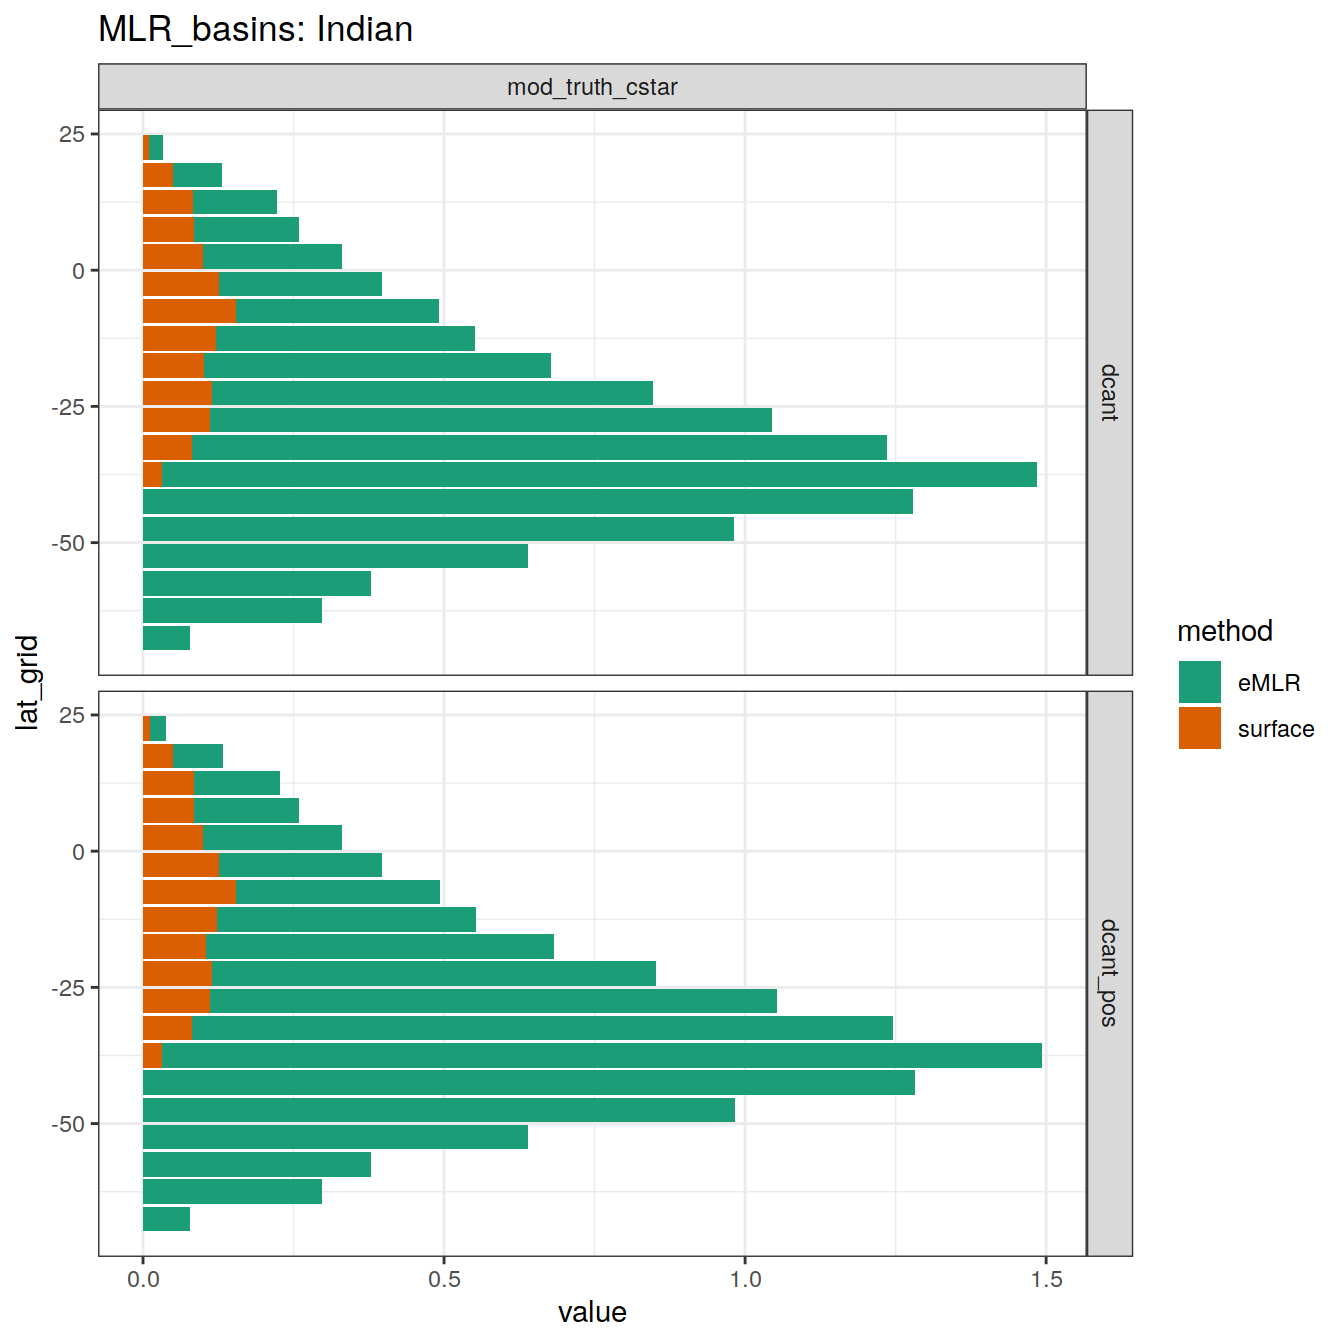 MLR_basins: Indian
mod_truth_cstar
25
0
-25
-50
dcant
25
0
-25
-50
dcant_pos
0.0 0.5 1.0 1.5
value
lat_grid
method
eMLR
surface